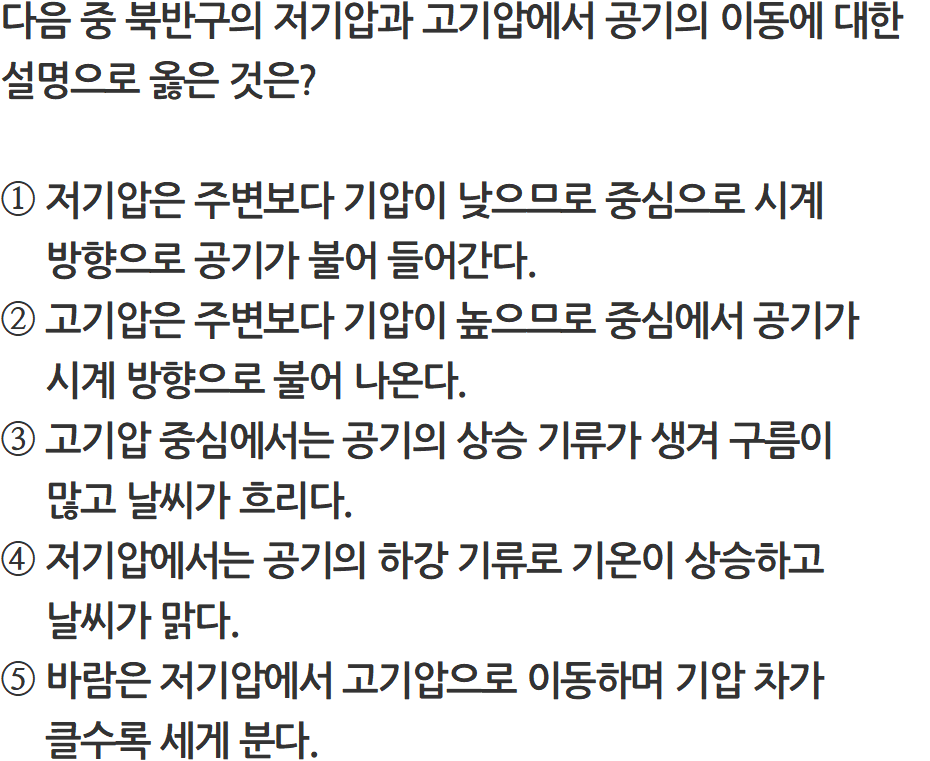 다음 중 북반구의 저기압과 고기압에서 공기의 이동에 대한
설명으로 옳은 것은?
① 저기압은 주변보다 기압이 낮으므로 중심으로 시계
방향으로 공기가 불어 들어간다.
② 고기압은 주변보다 기압이 높으므로 중심에서 공기가
시계 방향으로 불어 나온다.
③ 고기압 중심에서는 공기의 상승 기류가 생겨 구름이
많고 날씨가 흐리다.
④ 저기압에서는 공기의 하강 기류로 기온이 상승하고
날씨가 맑다.
⑤ 바람은 저기압에서 고기압으로 이동하며 기압 차가
클수록 세게 분다.